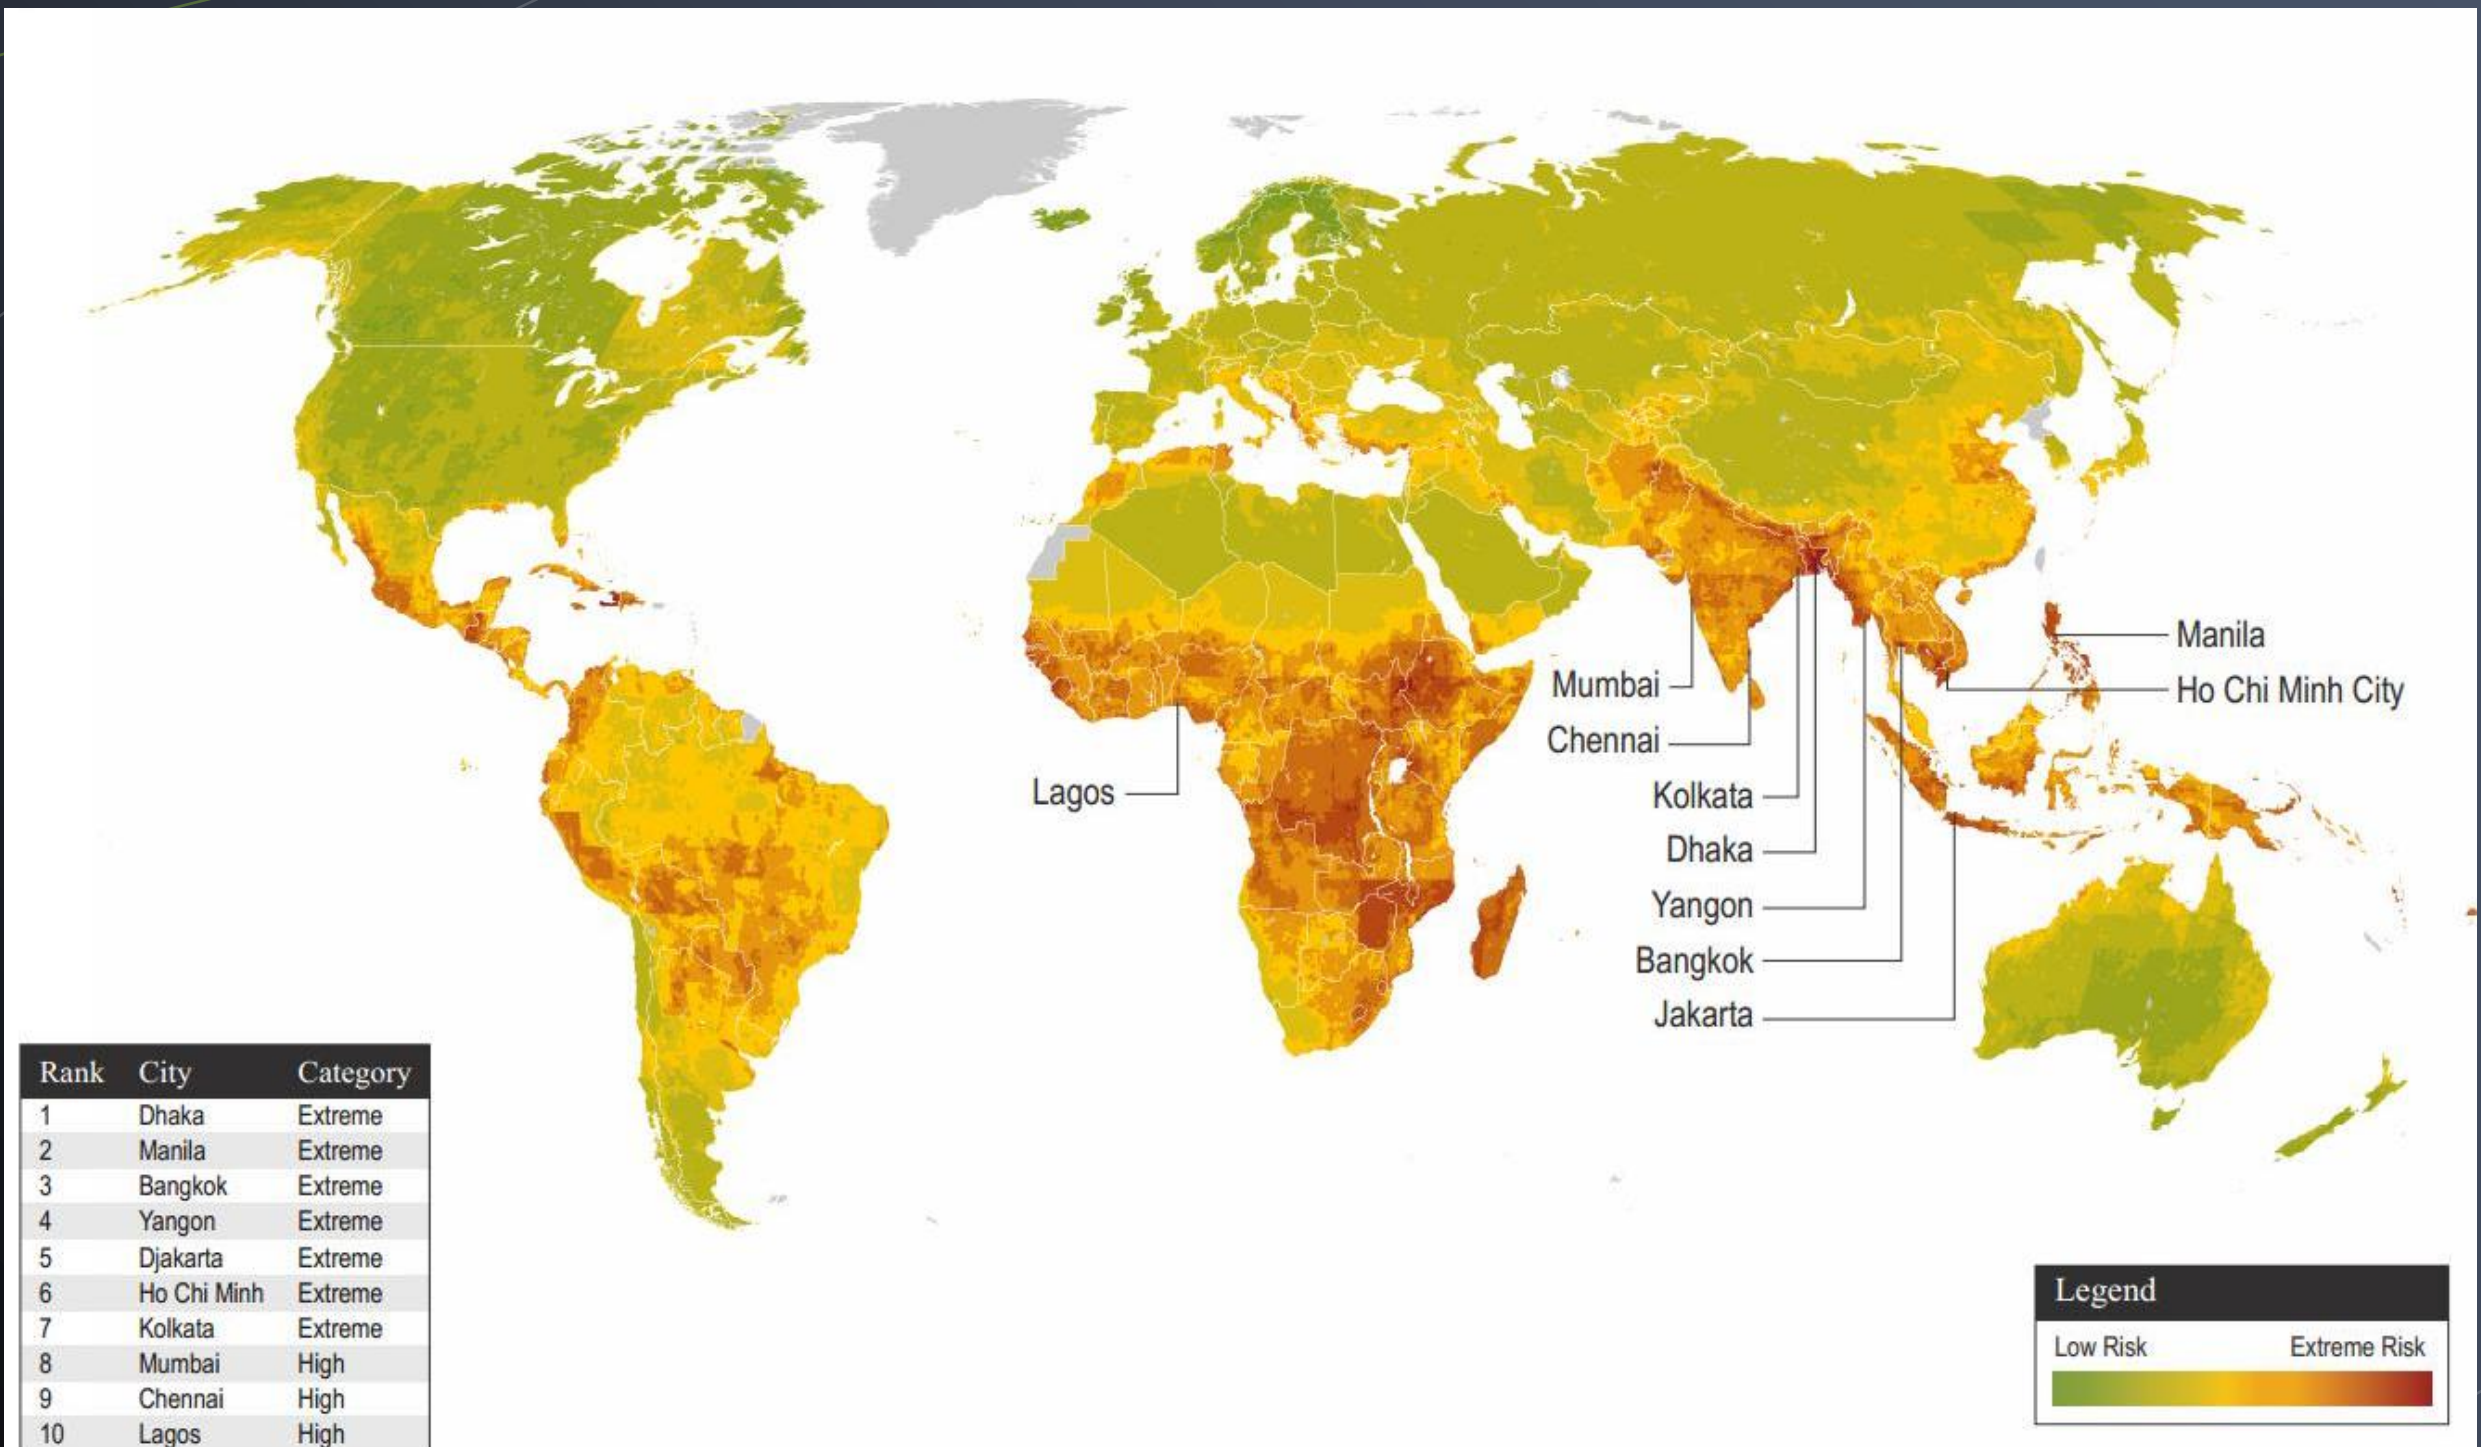 Manila
Ho Chi Minh City
Mumbai
Chennai
Lagos
Kolkata
Dhaka
Yangon
Bangkok
Jakarta
Rank City Category
1 Dhaka Extreme
2 Manila Extreme
3 Bangkok Extreme
4 Yangon Extreme
5 Djakarta Extreme
6 Ho Chi Minh Extreme
7 Kolkata Extreme
8 Mumbai High
9 Chennai High
10 Lagos High
Legend
Low Risk Extreme Risk